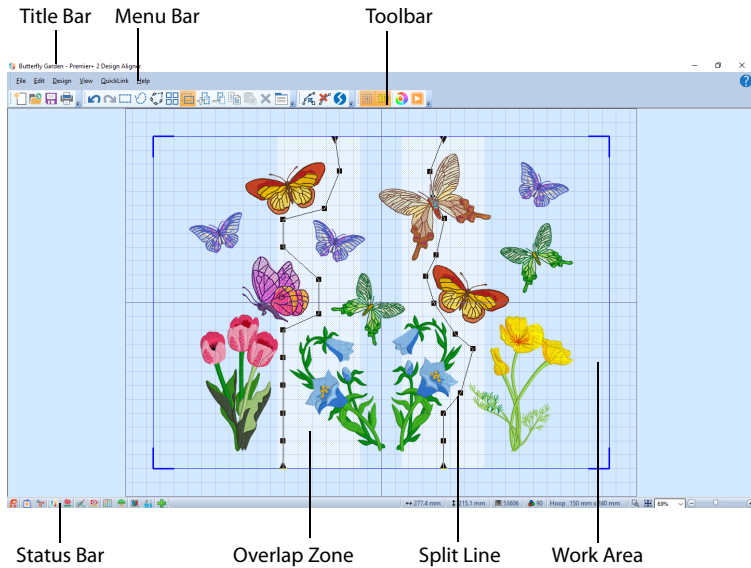 Title Bar
Menu Bar
Toolbar
Butterfly Garden - Premier+ 2 Design Aligner
File Edit Design View QuickLink Help
277.4 mm 215.1 mm 53606 90 Hoop 150 mm x 240 mm 69%
Status Bar
Overlap Zone
Split Line
Work Area